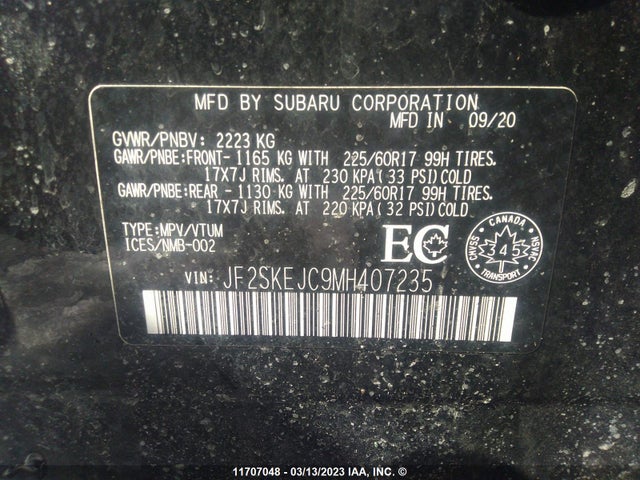 MFD BY SUBARU CORPORATION
MFD IN 09/20
GVWR/PNBV: 2223 KG
GAWR/PNBE:FRONT- 1165 KG WITH 225/60R17 99H TIRES.
17X7J RIMS. AT 230 KPA(33 PSI)COLD
GAWR/PNBE:REAR - 1130 KG WITH 225/60R17 99H TIRES.
17X7J RIMS. AT 220 KPA(32 PSI)COLD
TYPE:MPV/VTUM
ICES/NMB-002
EC
CANADA
CMVSS
345
NSVAC
TRANSPORT
VIN: JF2SKEJC9MH407235
11707048 - 03/13/2023 IAA, INC. ©